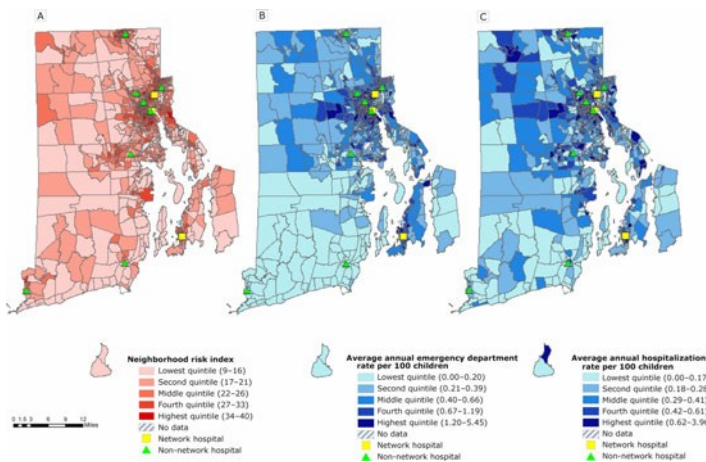 A
B
C
Neighborhood risk index
Lowest quintile (9–16)
Second quintile (17–21)
Middle quintile (22–26)
Fourth quintile (27–33)
Highest quintile (34–40)
No data
Network hospital
Non-network hospital
Miles
Average annual emergency department
rate per 100 children
Lowest quintile (0.00–0.20)
Second quintile (0.21–0.39)
Middle quintile (0.40–0.66)
Fourth quintile (0.67–1.19)
Highest quintile (1.20–5.45)
No data
Network hospital
Non-network hospital
Average annual hospitalization
rate per 100 children
Lowest quintile (0.00–0.17
Second quintile (0.18–0.28
Middle quintile (0.29–0.41)
Fourth quintile (0.42–0.61)
Highest quintile (0.62–3.96
No data
Network hospital
Non-network hospital